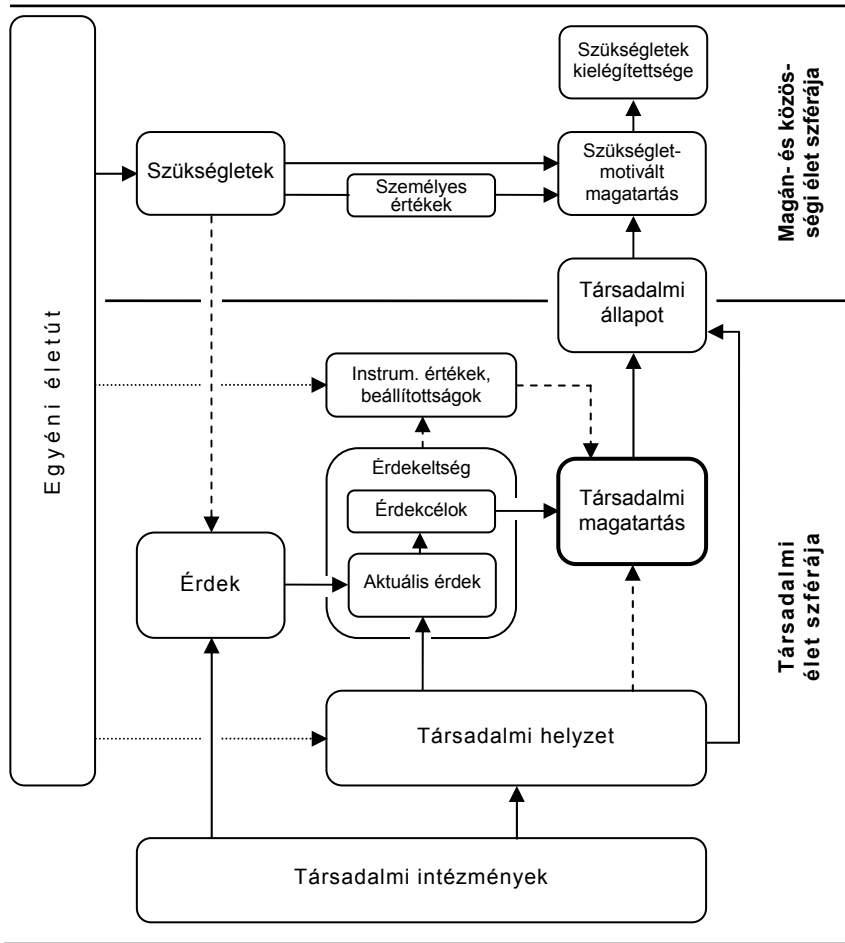 Szükségletek
kielégítettsége
Magán- és közös-
ségi élet szférája
Szükségletek
Személyes
értékek
Szükséglet-
motivált
magatartás
Társadalmi
állapot
Egyéni életút
Instrum. értékek,
beállítottságok
Érdekeltség
Érdekcélok
Aktuális érdek
Társadalmi
magatartás
Érdek
Társadalmi
élet szférája
Társadalmi helyzet
Társadalmi intézmények